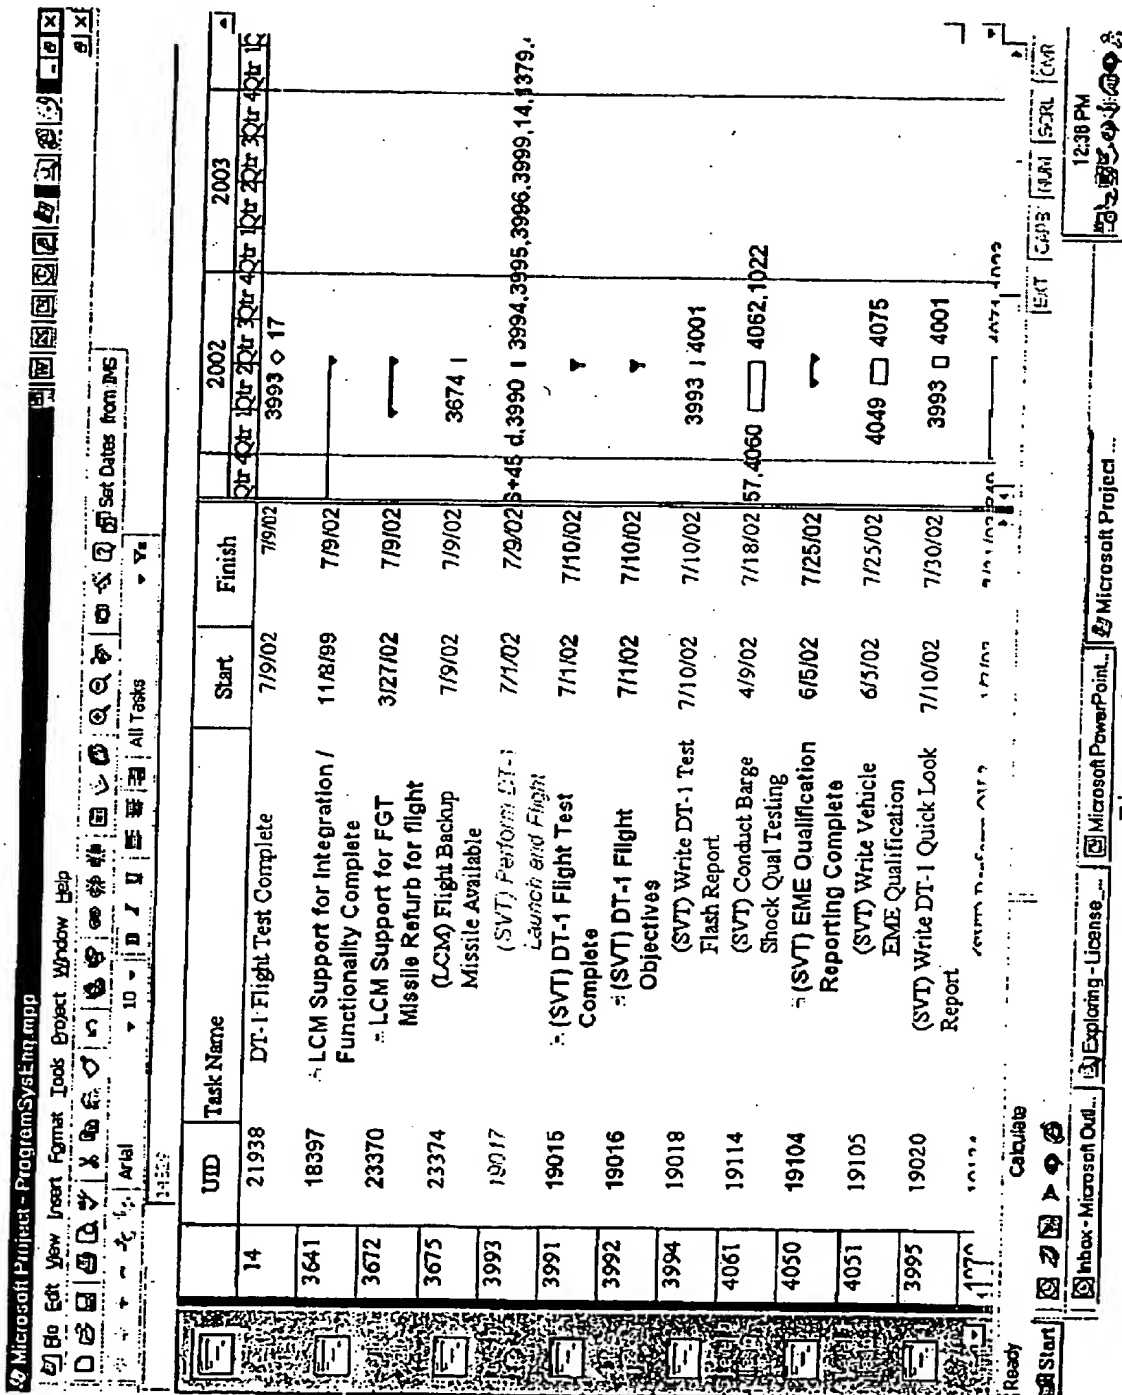 Microsoft Project - ProgramSysEng.mpp
File Edit View Insert Format Tools Project Window Help
Set Dates from IMS
Arial 10 B I U All Tasks
UID Task Name Start Finish
2002 2003
Qtr 4 Qtr 1 Qtr 2 Qtr 3 Qtr 4 Qtr 1 Qtr 2 Qtr 3 Qtr 4 Qtr 1
14 21938 DT-1 Flight Test Complete 7/9/02 7/9/02 3993 17
3641 18397 LCM Support for Integration / 11/8/99 7/9/02
Functionality Complete
3672 23370 LCM Support for FGT 3/27/02 7/9/02
Missile Refurb for flight
3675 23374 (LCM) Flight Backup 7/9/02 7/9/02 3674
Missile Available
3993 19017 (SVT) Perform DT-1 7/1/02 7/9/02 S+45 d,3990 3994,3995,3996,3999,14,1379,
Launch and Flight
3991 19015 (SVT) DT-1 Flight Test 7/1/02 7/10/02
Complete
3992 19016 (SVT) DT-1 Flight 7/1/02 7/10/02
Objectives
3994 19018 (SVT) Write DT-1 Test 7/10/02 7/10/02 3993 4001
Flash Report
4061 19114 (SVT) Conduct Barge 4/9/02 7/18/02 57,4060 4062,1022
Shock Qual Testing
4050 19104 (SVT) EME Qualification 6/5/02 7/25/02
Reporting Complete
4051 19105 (SVT) Write Vehicle 6/5/02 7/25/02 4049 4075
EME Qualification
3995 19020 (SVT) Write DT-1 Quick Look 7/10/02 7/30/02 3993 4001
Report
Ready Calculate EXT CAPS NUM SCRL OVR
Start Inbox - Microsoft Outl... Exploring - License_... Microsoft PowerPoint... Microsoft Project ... 12:38 PM